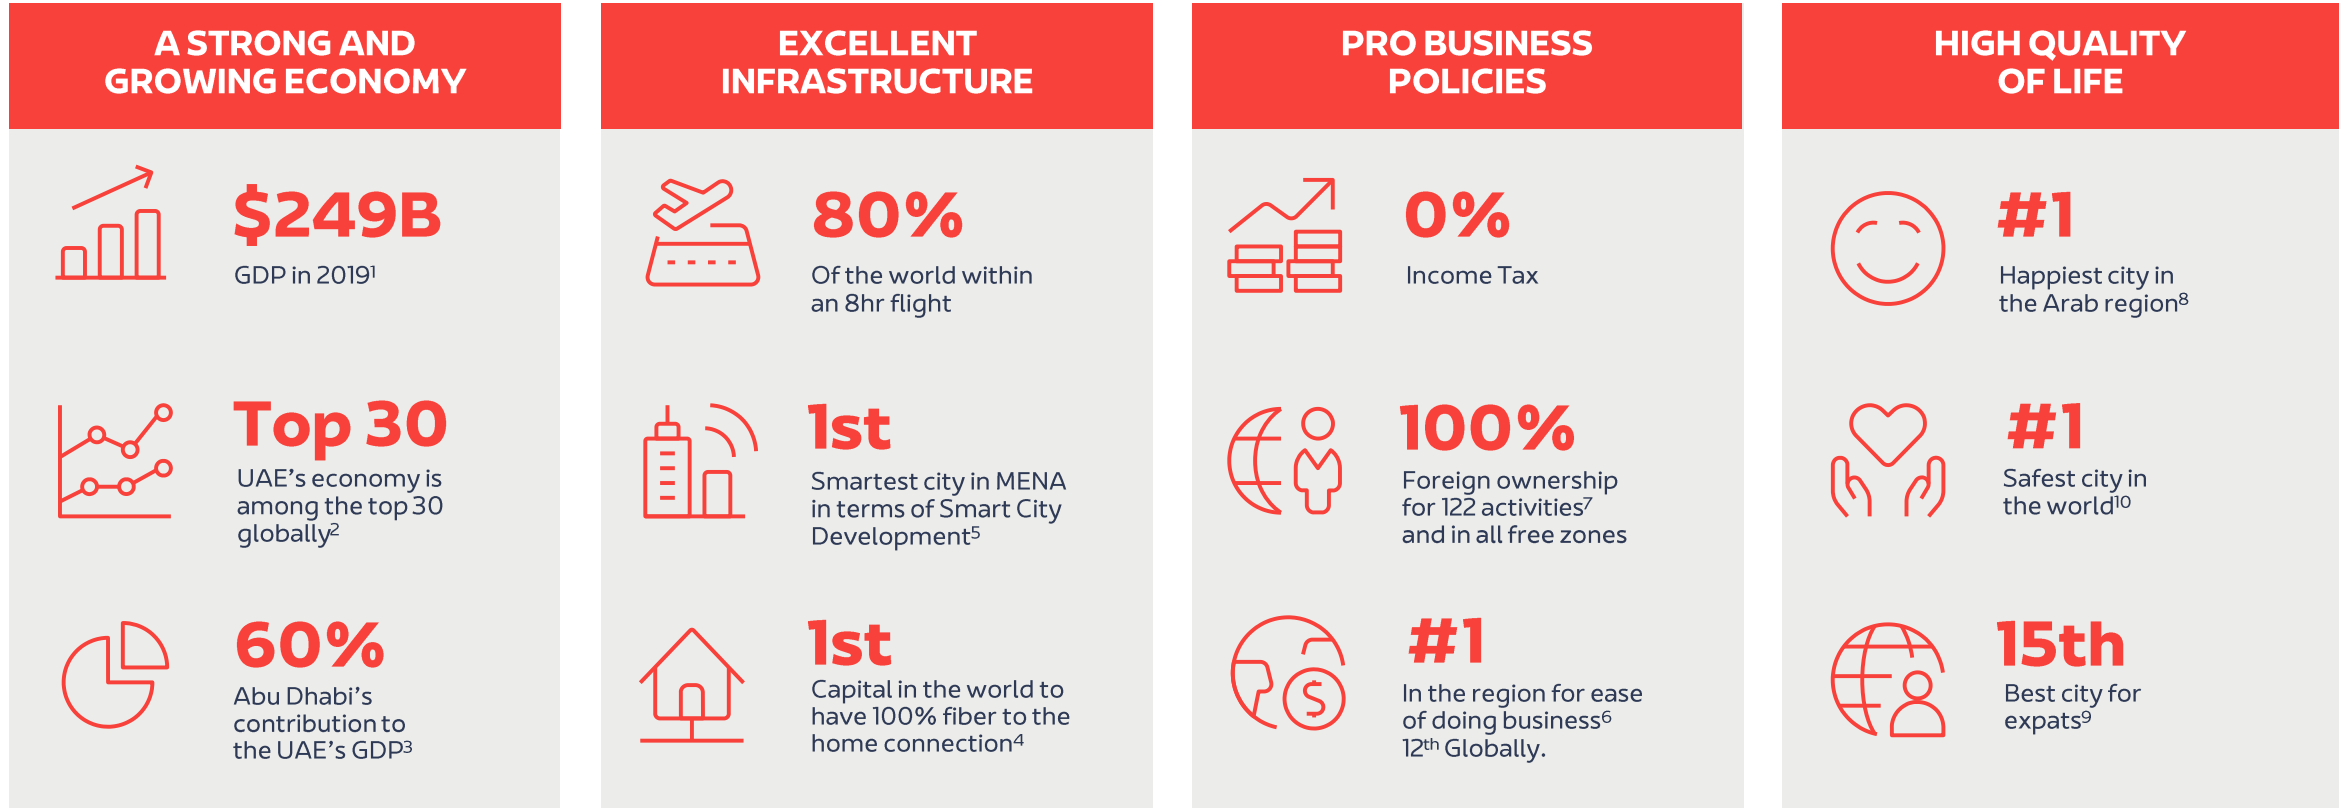 A STRONG AND
GROWING ECONOMY
$249B
GDP in 2019¹
Top 30
UAE’s economy is
among the top 30
globally²
60%
Abu Dhabi’s
contribution to
the UAE’s GDP³
EXCELLENT
INFRASTRUCTURE
80%
Of the world within
an 8hr flight
1st
Smartest city in MENA
in terms of Smart City
Development⁵
1st
Capital in the world to
have 100% fiber to the
home connection⁴
PRO BUSINESS
POLICIES
0%
Income Tax
100%
Foreign ownership
for 122 activities⁷
and in all free zones
#1
In the region for ease
of doing business⁶
12ᵗʰ Globally.
HIGH QUALITY
OF LIFE
#1
Happiest city in
the Arab region⁸
#1
Safest city in
the world¹⁰
15th
Best city for
expats⁹